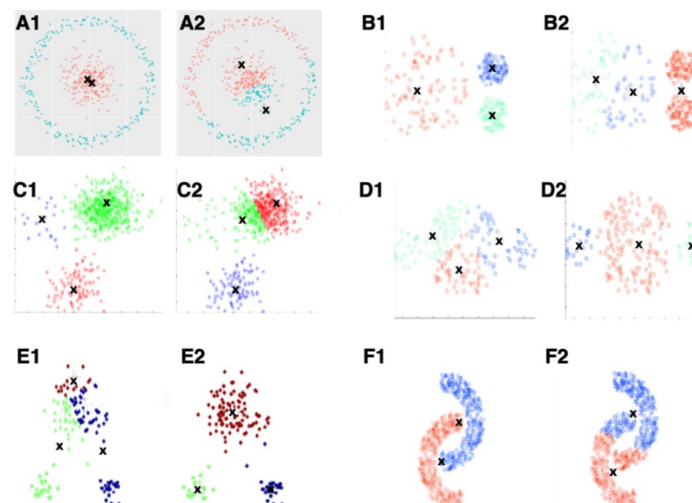 A1 A2 B1 B2
x x x x x x x x x
C1 C2 D1 D2
x x x x x x x x x x x x
E1 E2 F1 F2
x x x x x x x x x x